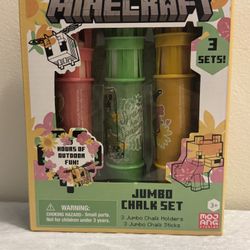 MINECRAFT
3
SETS!
HOURS OF
OUTDOOR
FUN!
JUMBO
CHALK SET
3 Jumbo Chalk Holders
3 Jumbo Chalk Sticks
WARNING:
CHOKING HAZARD - Small parts.
Not for children under 3 years.
3+
MOJANG